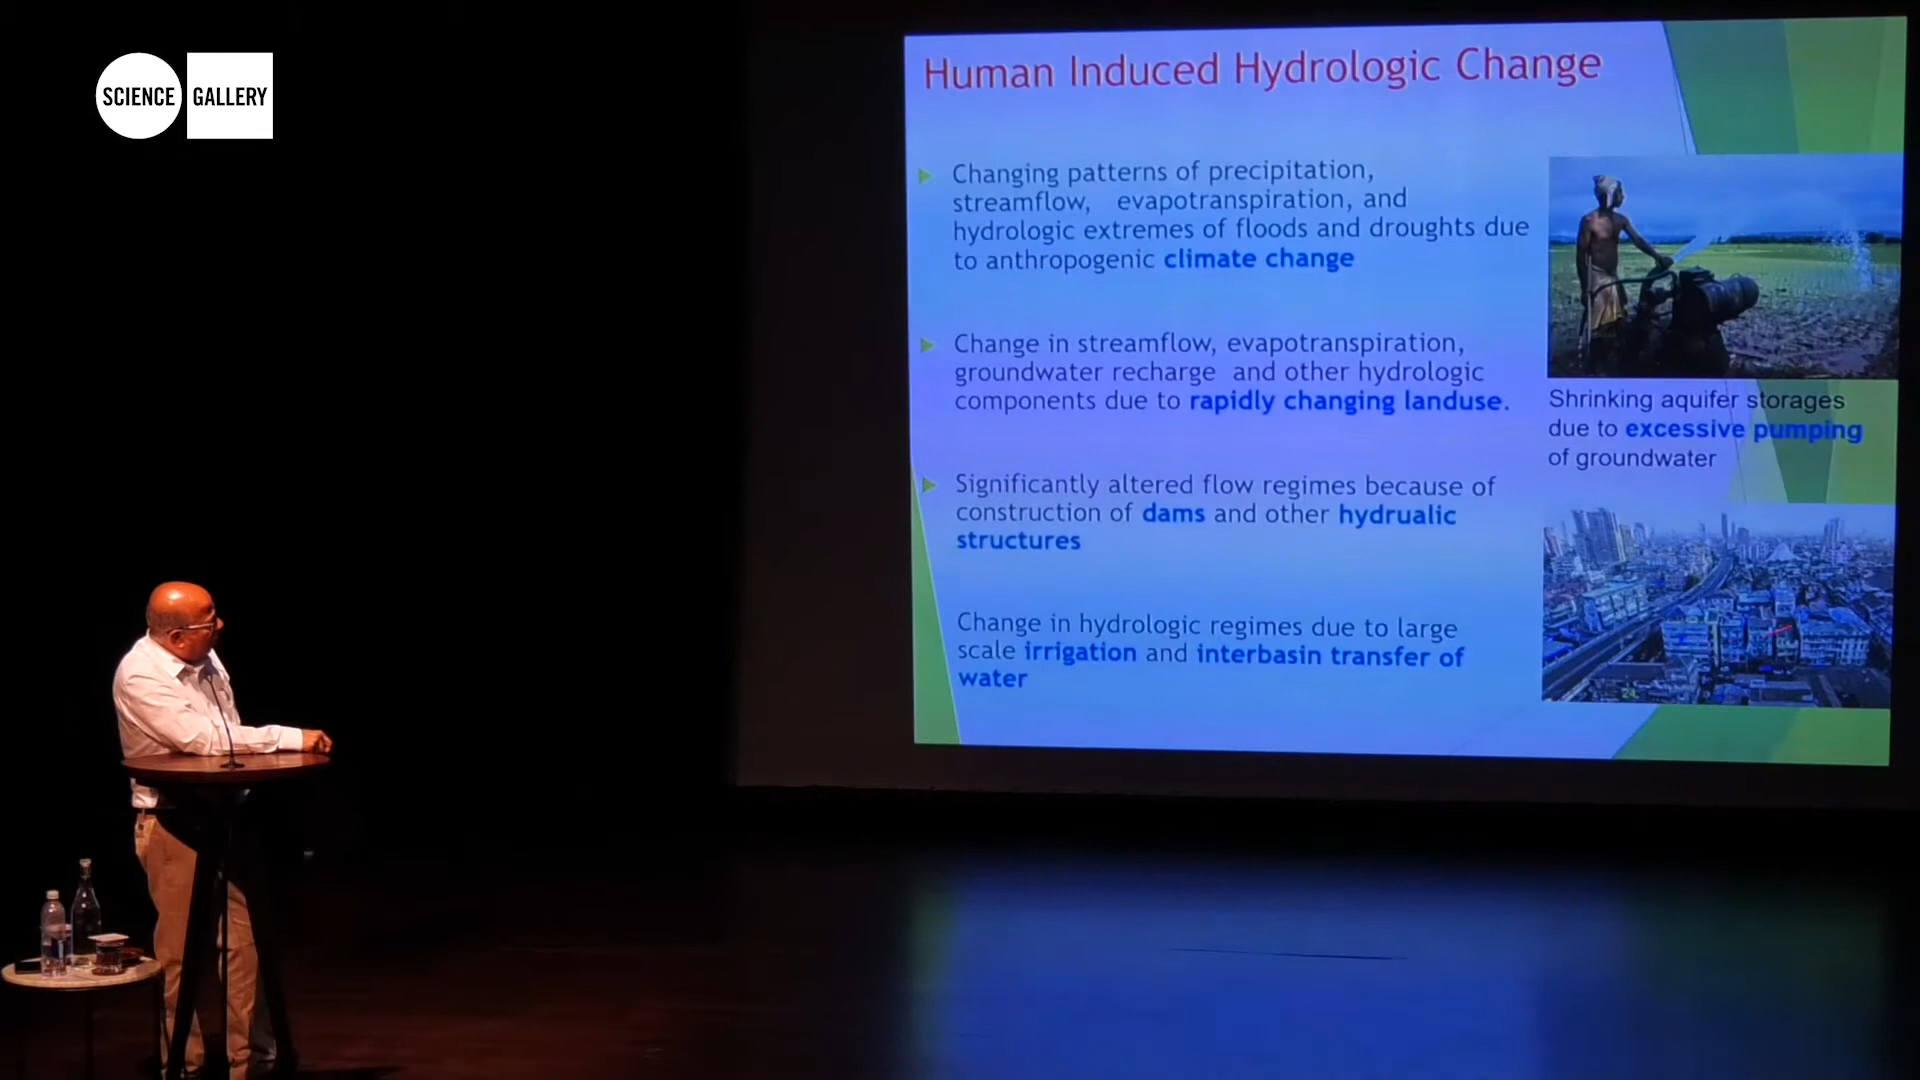 SCIENCE GALLERY
Human Induced Hydrologic Change
Changing patterns of precipitation,
streamflow, evapotranspiration, and
hydrologic extremes of floods and droughts due
to anthropogenic climate change
Change in streamflow, evapotranspiration,
groundwater recharge and other hydrologic
components due to rapidly changing landuse.
Significantly altered flow regimes because of
construction of dams and other hydrualic
structures
Change in hydrologic regimes due to large
scale irrigation and interbasin transfer of
water
Shrinking aquifer storages
due to excessive pumping
of groundwater